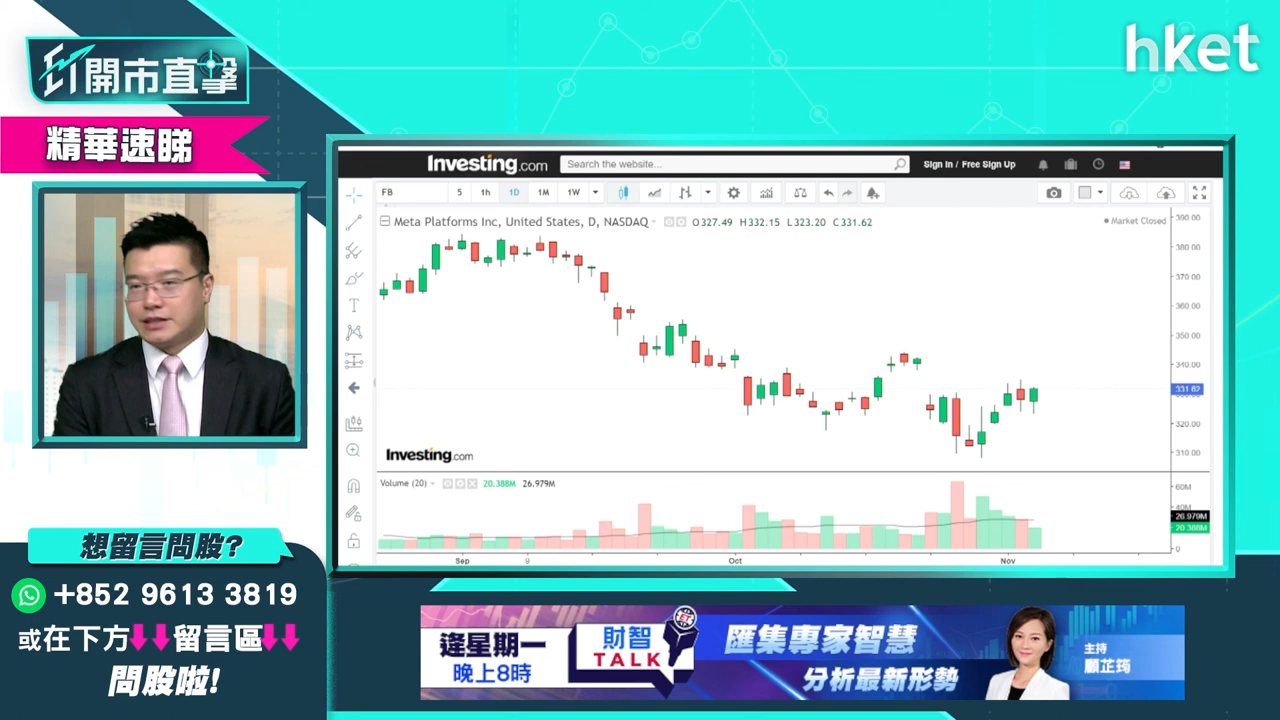 hket
ET開市直擊
精華速睇
Investing.com
Search the website...
Sign In / Free Sign Up
FB
5
1h
1D
1M
1W
Meta Platforms Inc, United States, D, NASDAQ
O327.49 H332.15 L323.20 C331.62
Market Closed
390.00
380.00
370.00
360.00
350.00
340.00
331.62
320.00
310.00
Investing.com
Volume (20)
20.388M
26.979M
60M
40M
26.979M
20.388M
0
Sep
Oct
Nov
想留言問股?
+852 9613 3819
或在下方留言區
問股啦!
逢星期一
晚上8時
財智
TALK
匯集專家智慧
分析最新形勢
主持
顧芷筠